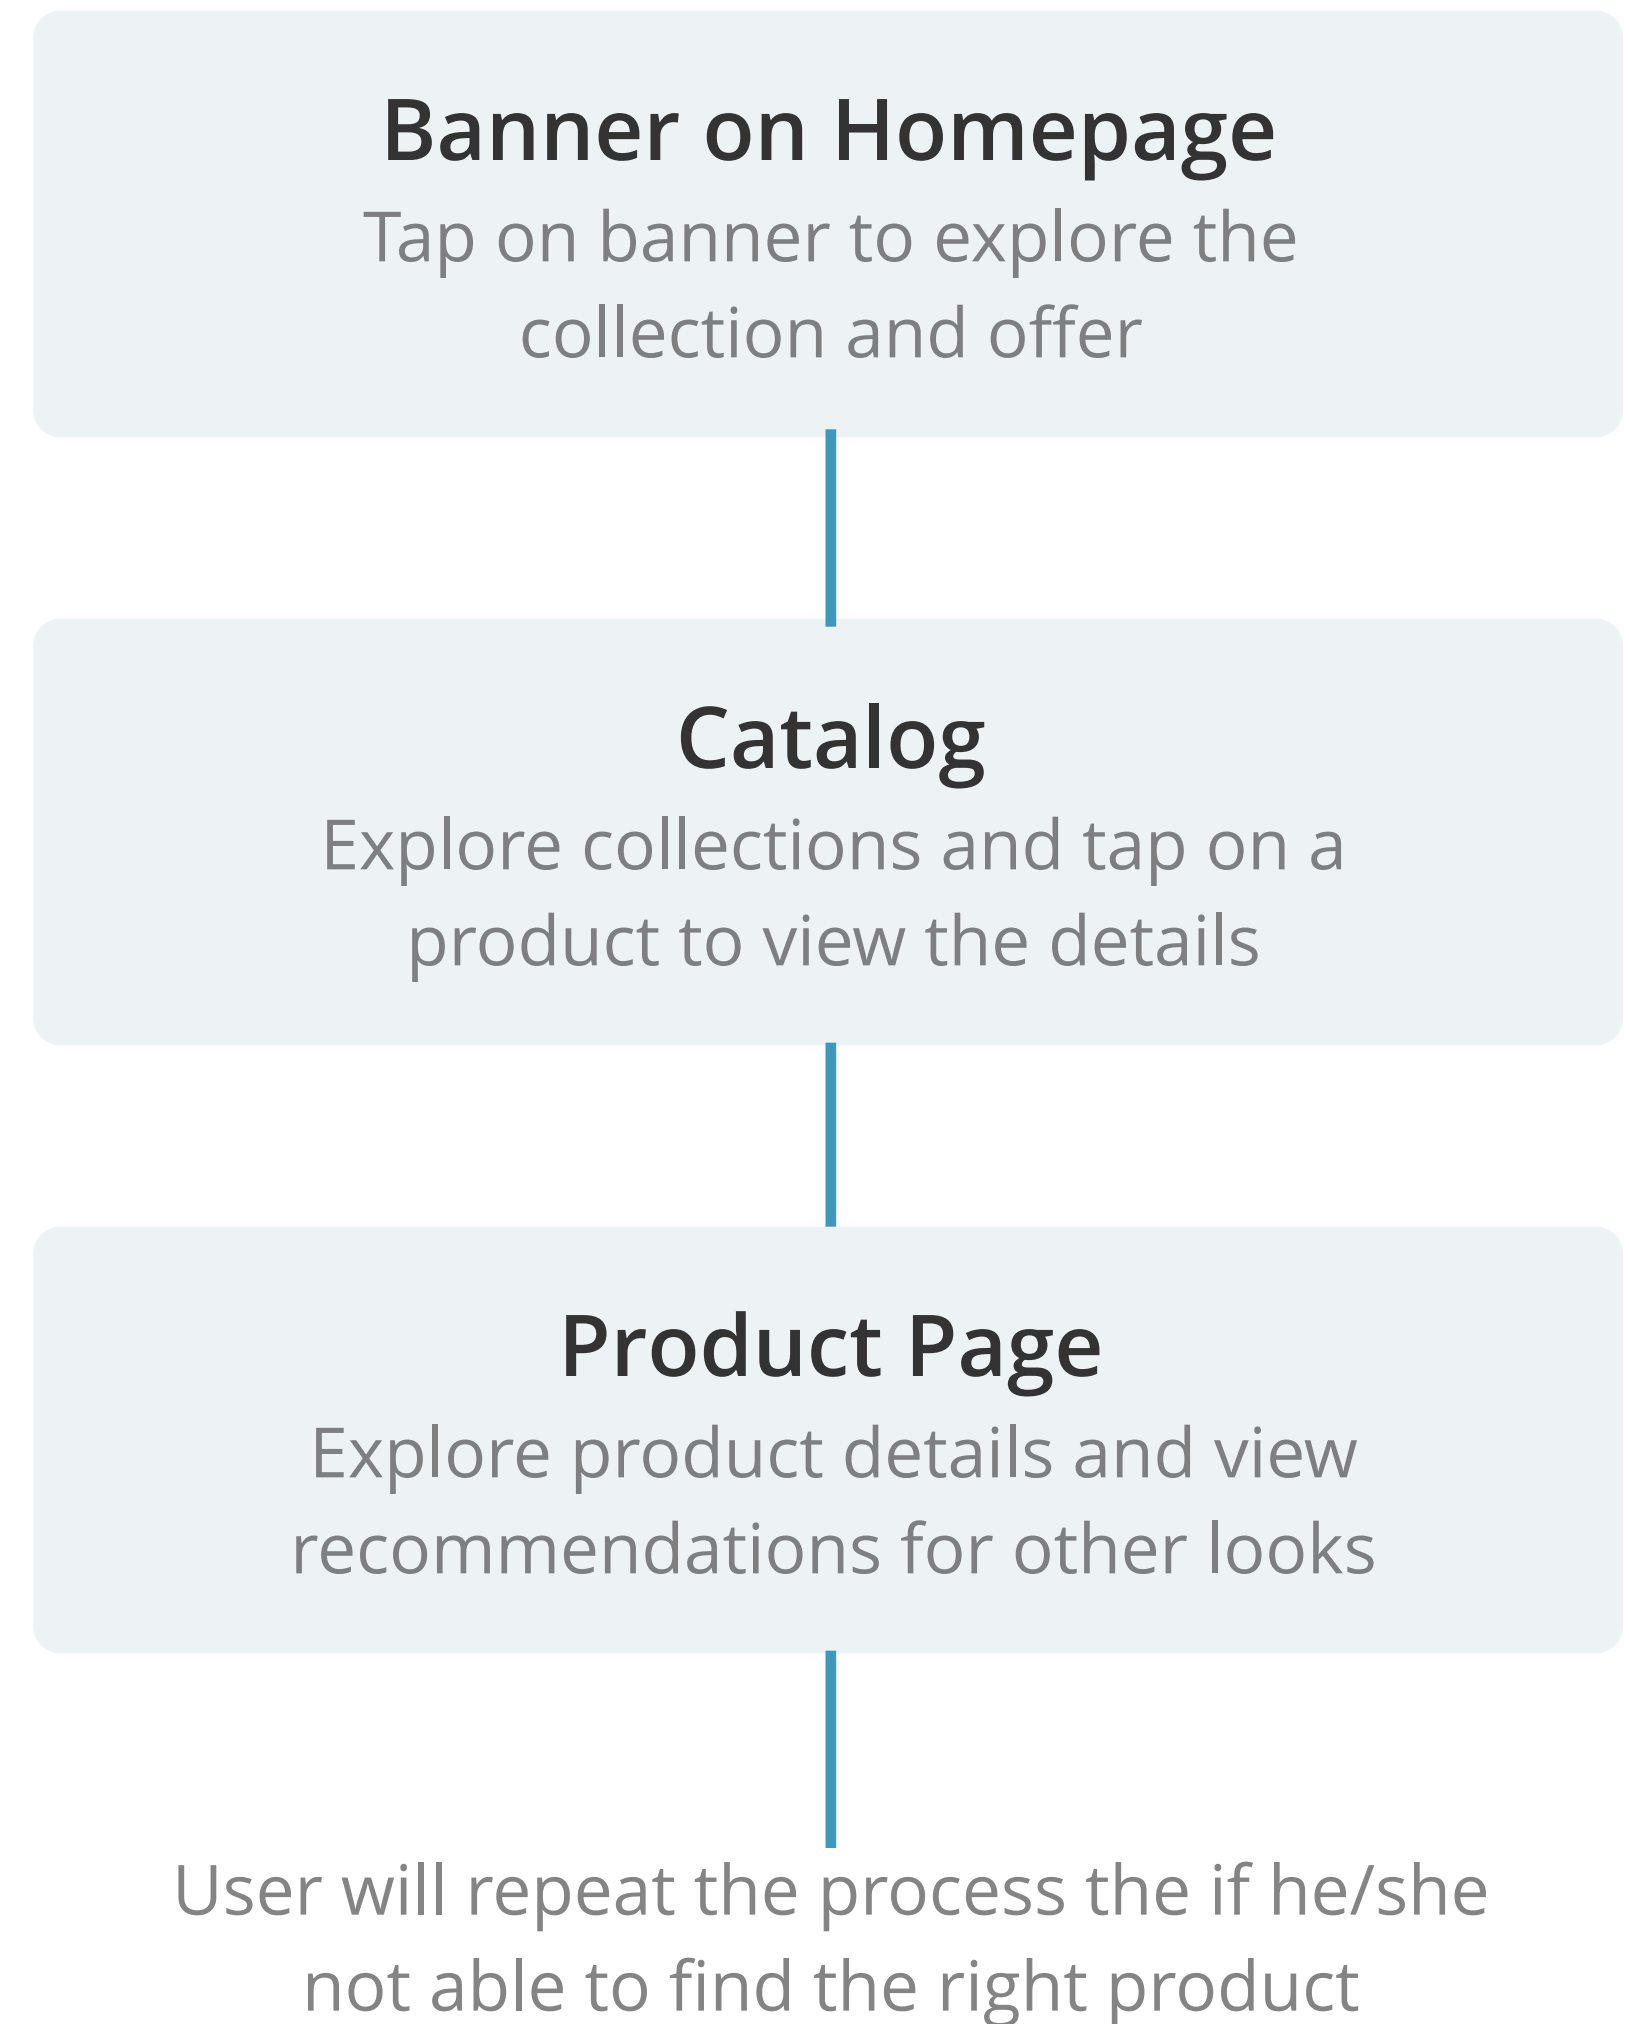 Banner on Homepage
Tap on banner to explore the
collection and offer
Catalog
Explore collections and tap on a
product to view the details
Product Page
Explore product details and view
recommendations for other looks
User will repeat the process the if he/she
not able to find the right product